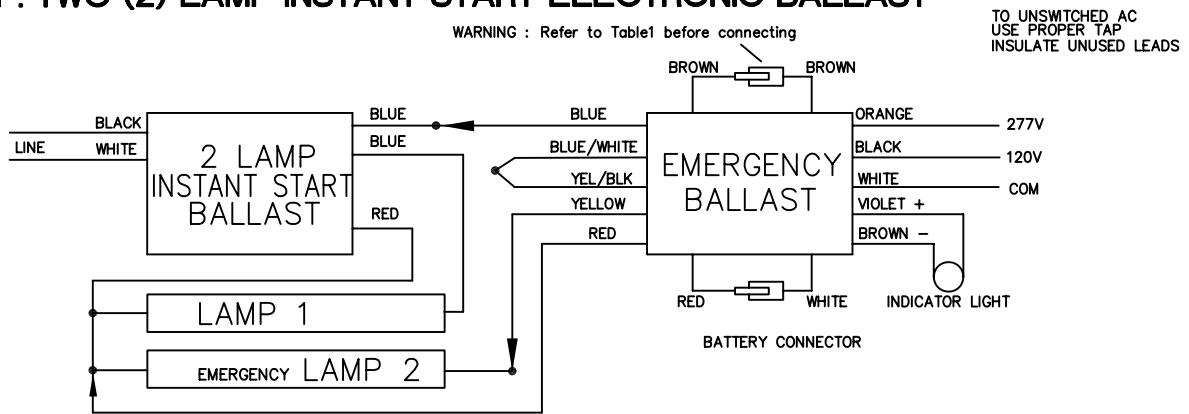 : TWO (2) LAMP INSTANT START ELECTRONIC BALLAST
TO UNSWITCHED AC
USE PROPER TAP
INSULATE UNUSED LEADS
WARNING : Refer to Table1 before connecting
BROWN
BROWN
BLACK
LINE
WHITE
2 LAMP
INSTANT START
BALLAST
BLUE
BLUE
RED
BLUE
BLUE/WHITE
YEL/BLK
YELLOW
RED
EMERGENCY
BALLAST
ORANGE
277V
BLACK
120V
WHITE
COM
VIOLET +
BROWN -
RED
WHITE
INDICATOR LIGHT
BATTERY CONNECTOR
LAMP 1
EMERGENCY LAMP 2